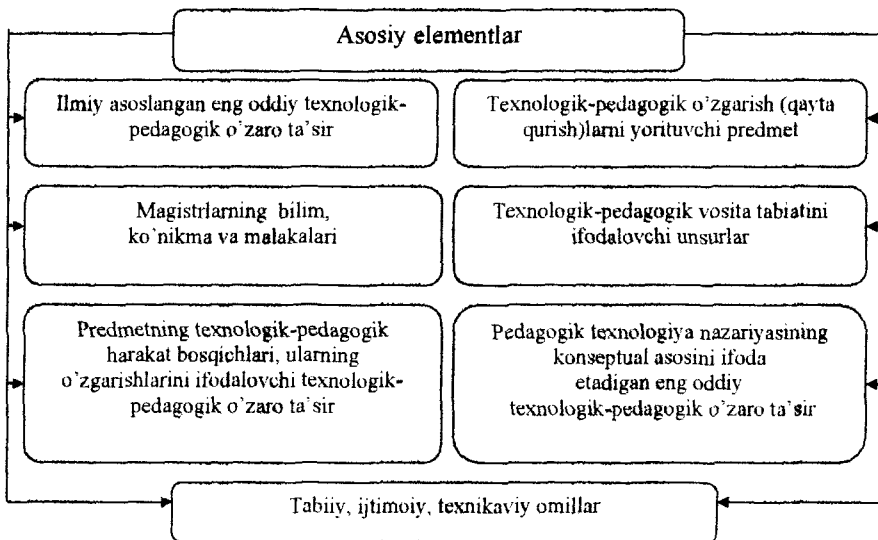 Asosiy elementlar
Ilmiy asoslangan eng oddiy texnologik-
pedagogik o`zaro ta`sir
Texnologik-pedagogik o`zgarish (qayta
qurish)larni yorituvchi predmet
Magistrlarning bilim,
ko`nikma va malakalari
Texnologik-pedagogik vosita tabiatini
ifodalovchi unsurlar
Predmetning texnologik-pedagogik
harakat bosqichlari, ularning
o`zgarishlarini ifodalovchi texnologik-
pedagogik o`zaro ta`sir
Pedagogik texnologiya nazariyasining
konseptual asosini ifoda
etadigan eng oddiy
texnologik-pedagogik o`zaro ta`sir
Tabiiy, ijtimoiy, texnikaviy omillar